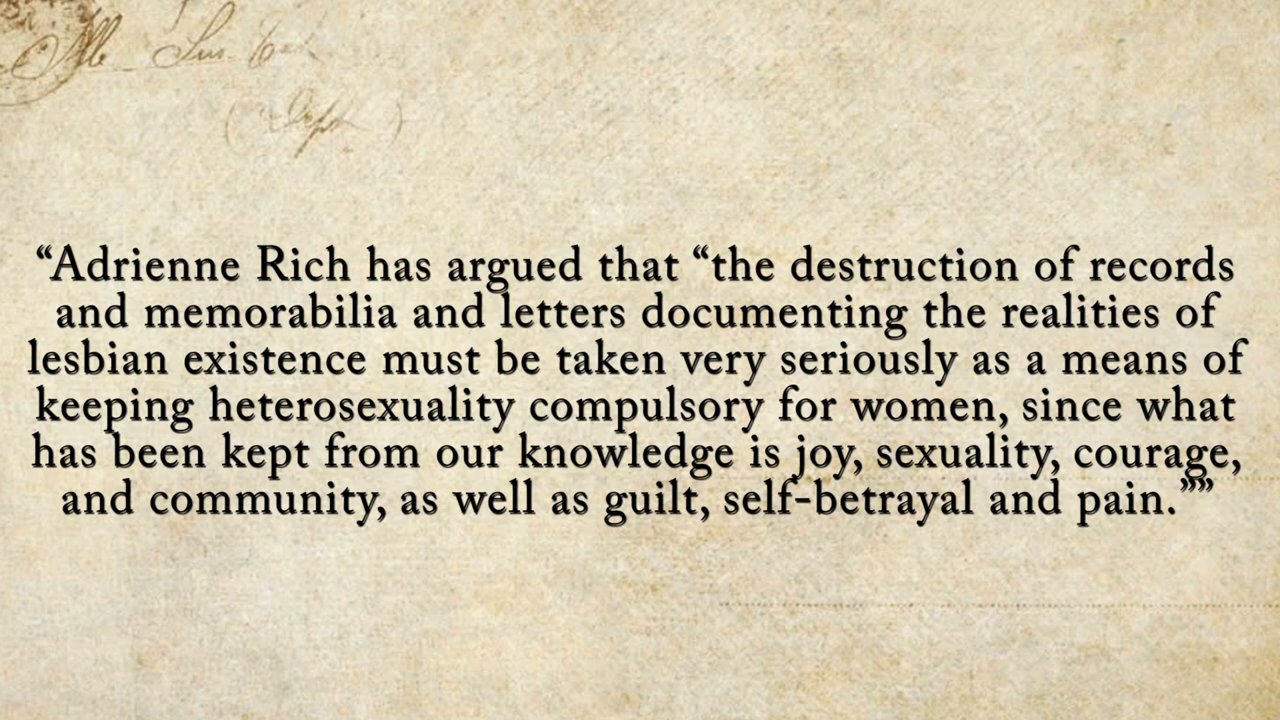 “Adrienne Rich has argued that “the destruction of records
and memorabilia and letters documenting the realities of
lesbian existence must be taken very seriously as a means of
keeping heterosexuality compulsory for women, since what
has been kept from our knowledge is joy, sexuality, courage,
and community, as well as guilt, self-betrayal and pain.””